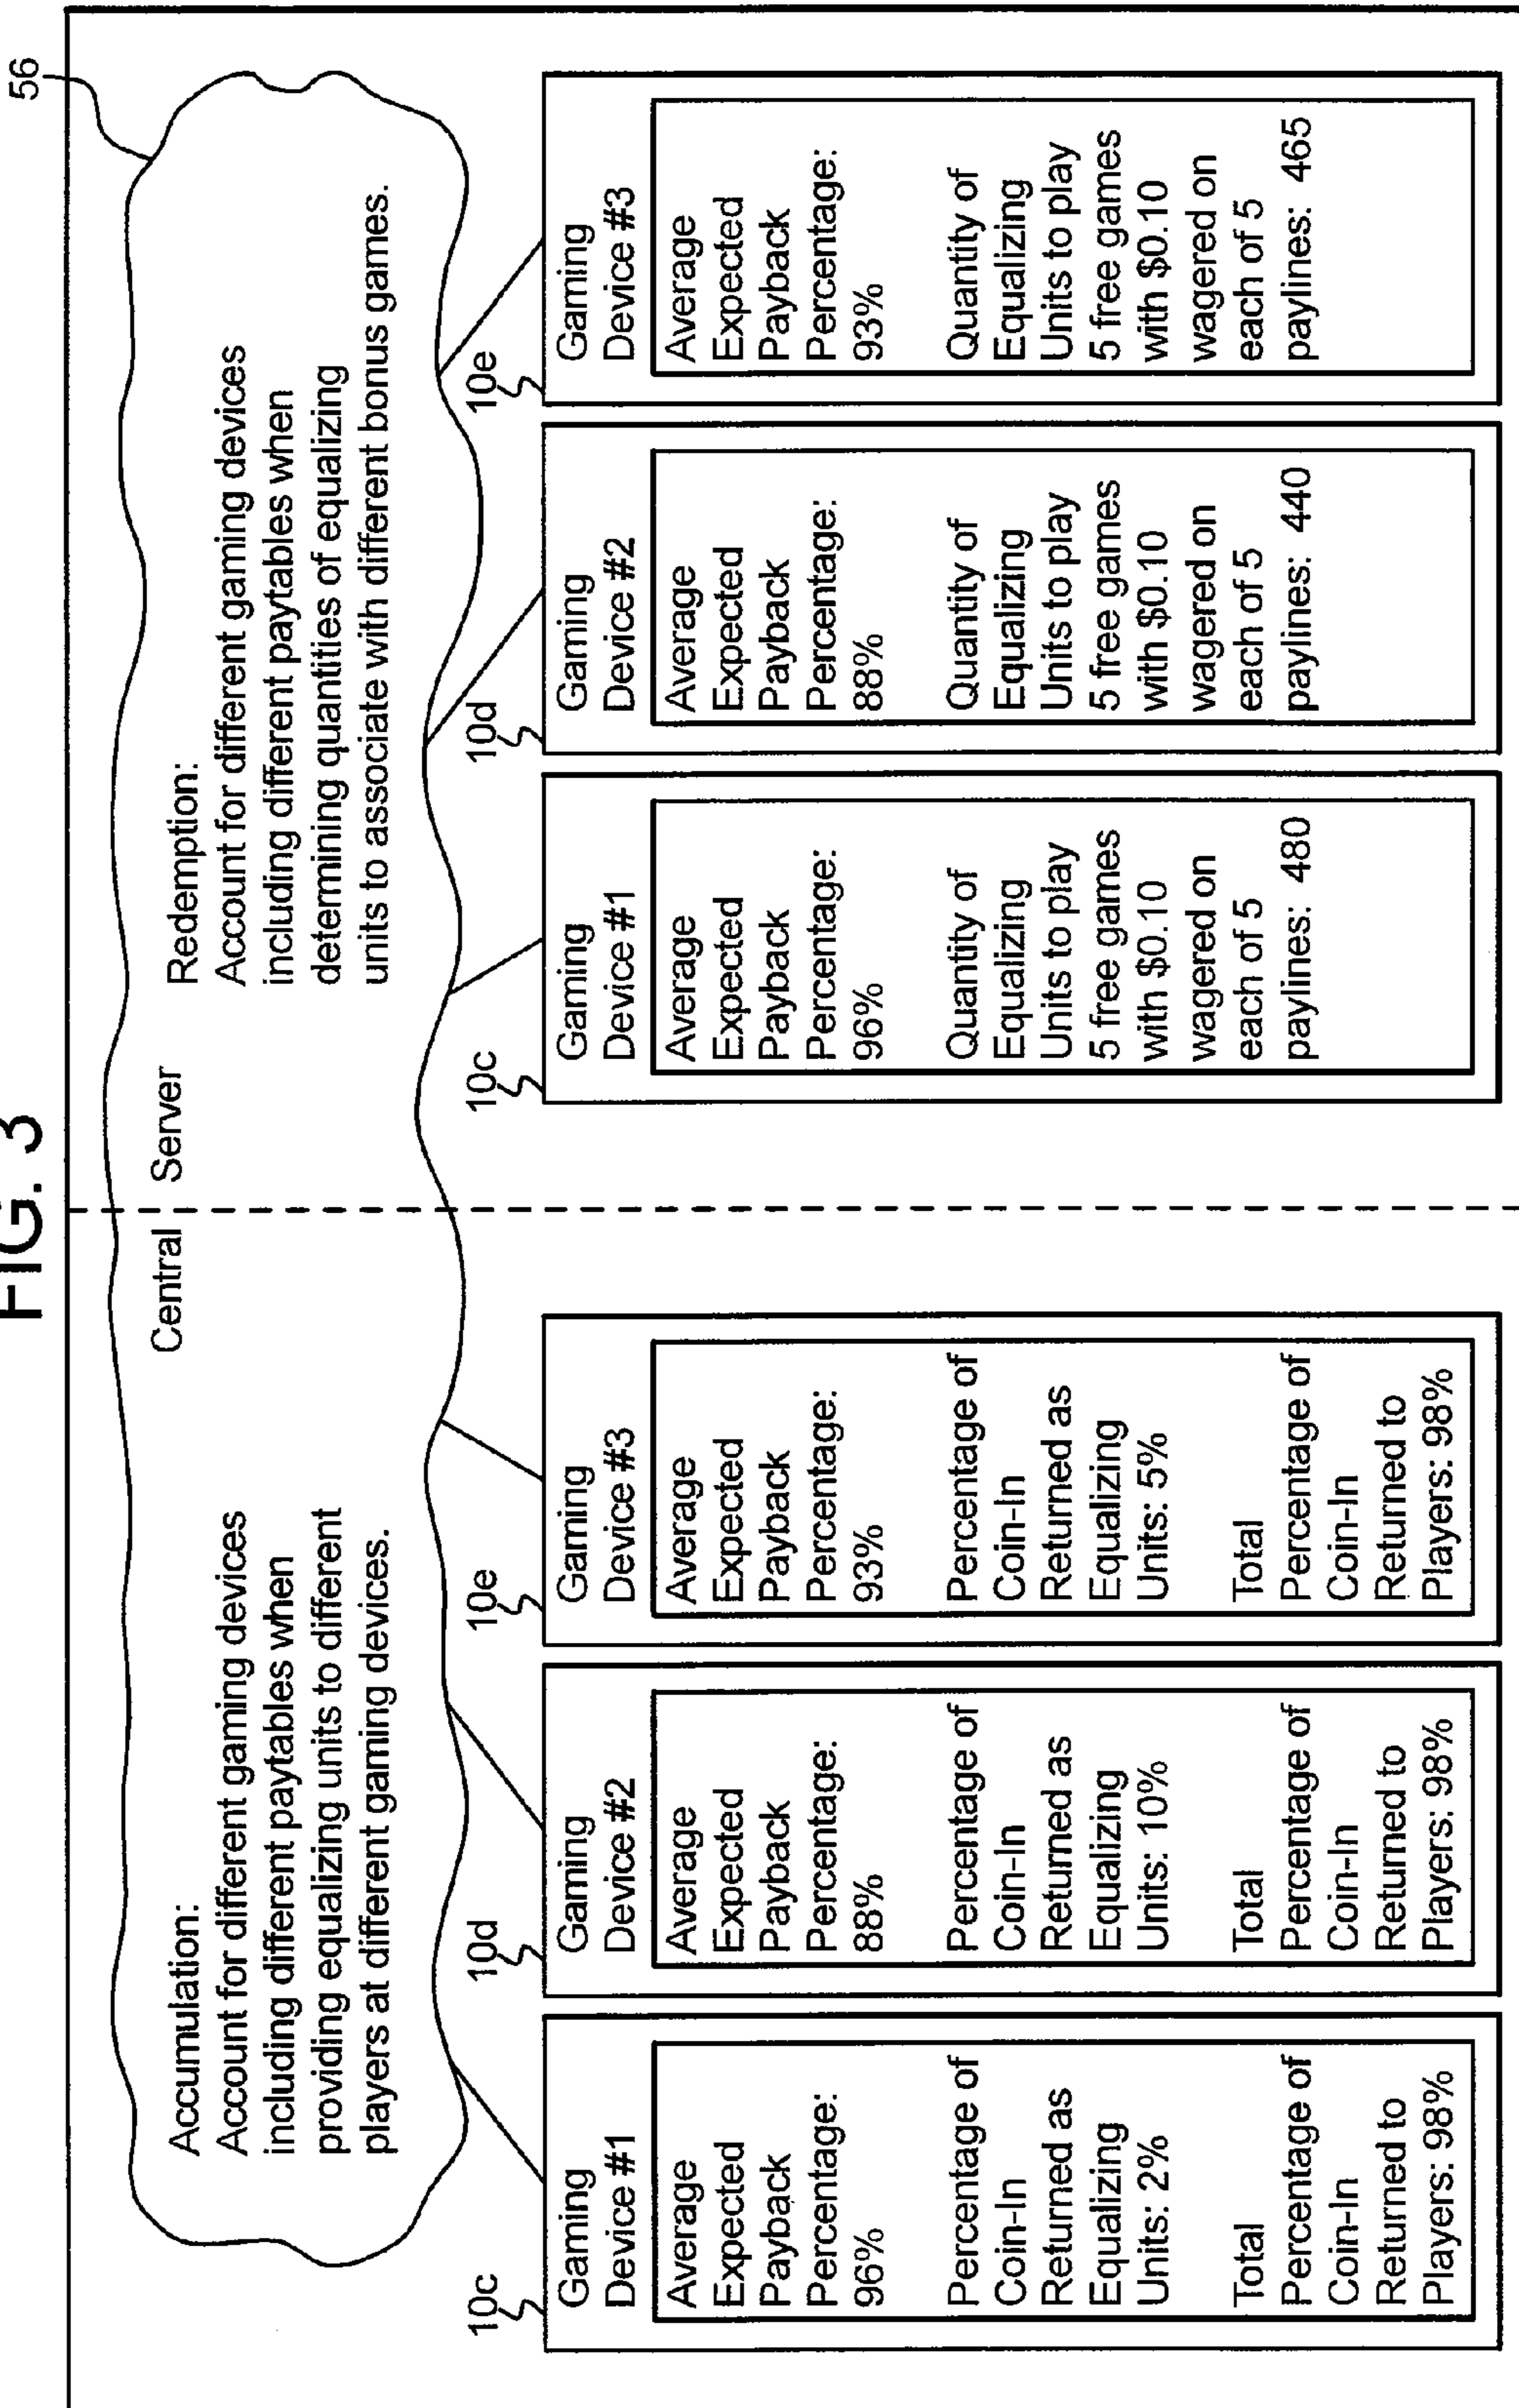 FIG. 3
56
Central Server
Accumulation:
Account for different gaming devices
including different paytables when
providing equalizing units to different
players at different gaming devices.
Redemption:
Account for different gaming devices
including different paytables when
determining quantities of equalizing
units to associate with different bonus games.
10c
Gaming
Device #1
Average
Expected
Payback
Percentage:
96%
Percentage of
Coin-In
Returned as
Equalizing
Units: 2%
Total
Percentage of
Coin-In
Returned to
Players: 98%
10d
Gaming
Device #2
Average
Expected
Payback
Percentage:
88%
Percentage of
Coin-In
Returned as
Equalizing
Units: 10%
Total
Percentage of
Coin-In
Returned to
Players: 98%
10e
Gaming
Device #3
Average
Expected
Payback
Percentage:
93%
Percentage of
Coin-In
Returned as
Equalizing
Units: 5%
Total
Percentage of
Coin-In
Returned to
Players: 98%
10c
Gaming
Device #1
Average
Expected
Payback
Percentage:
96%
Quantity of
Equalizing
Units to play
5 free games
with $0.10
wagered on
each of 5
paylines: 480
10d
Gaming
Device #2
Average
Expected
Payback
Percentage:
88%
Quantity of
Equalizing
Units to play
5 free games
with $0.10
wagered on
each of 5
paylines: 440
10e
Gaming
Device #3
Average
Expected
Payback
Percentage:
93%
Quantity of
Equalizing
Units to play
5 free games
with $0.10
wagered on
each of 5
paylines: 465